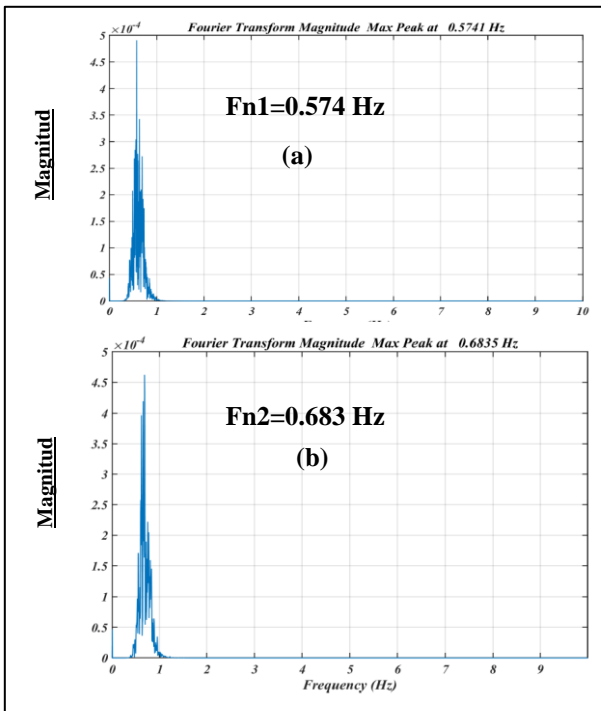 ×10⁻⁴ Fourier Transform Magnitude Max Peak at 0.5741 Hz
5
4.5
4
3.5
3
2.5
2
1.5
1
0.5
0
Magnitud
Fn1=0.574 Hz
(a)
0 1 2 3 4 5 6 7 8 9 10
×10⁻⁴ Fourier Transform Magnitude Max Peak at 0.6835 Hz
5
4.5
4
3.5
3
2.5
2
1.5
1
0.5
0
Magnitud
Fn2=0.683 Hz
(b)
0 1 2 3 4 5 6 7 8 9
Frequency (Hz)